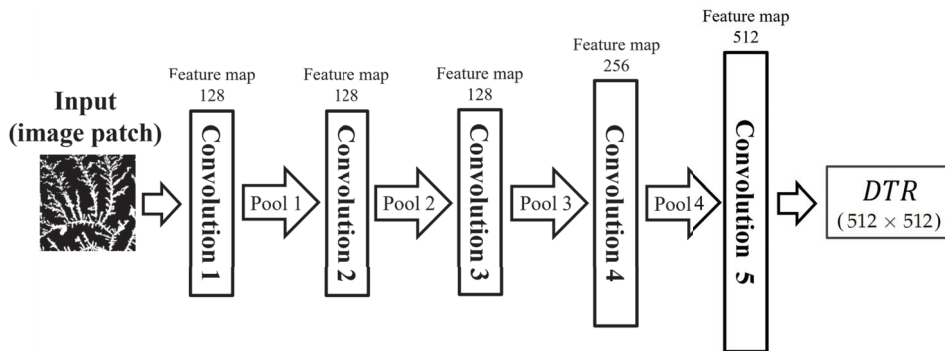 Input
(image patch)
Feature map
128
Convolution 1
Pool 1
Feature map
128
Convolution 2
Pool 2
Feature map
128
Convolution 3
Pool 3
Feature map
256
Convolution 4
Pool 4
Feature map
512
Convolution 5
DTR
(512 × 512)